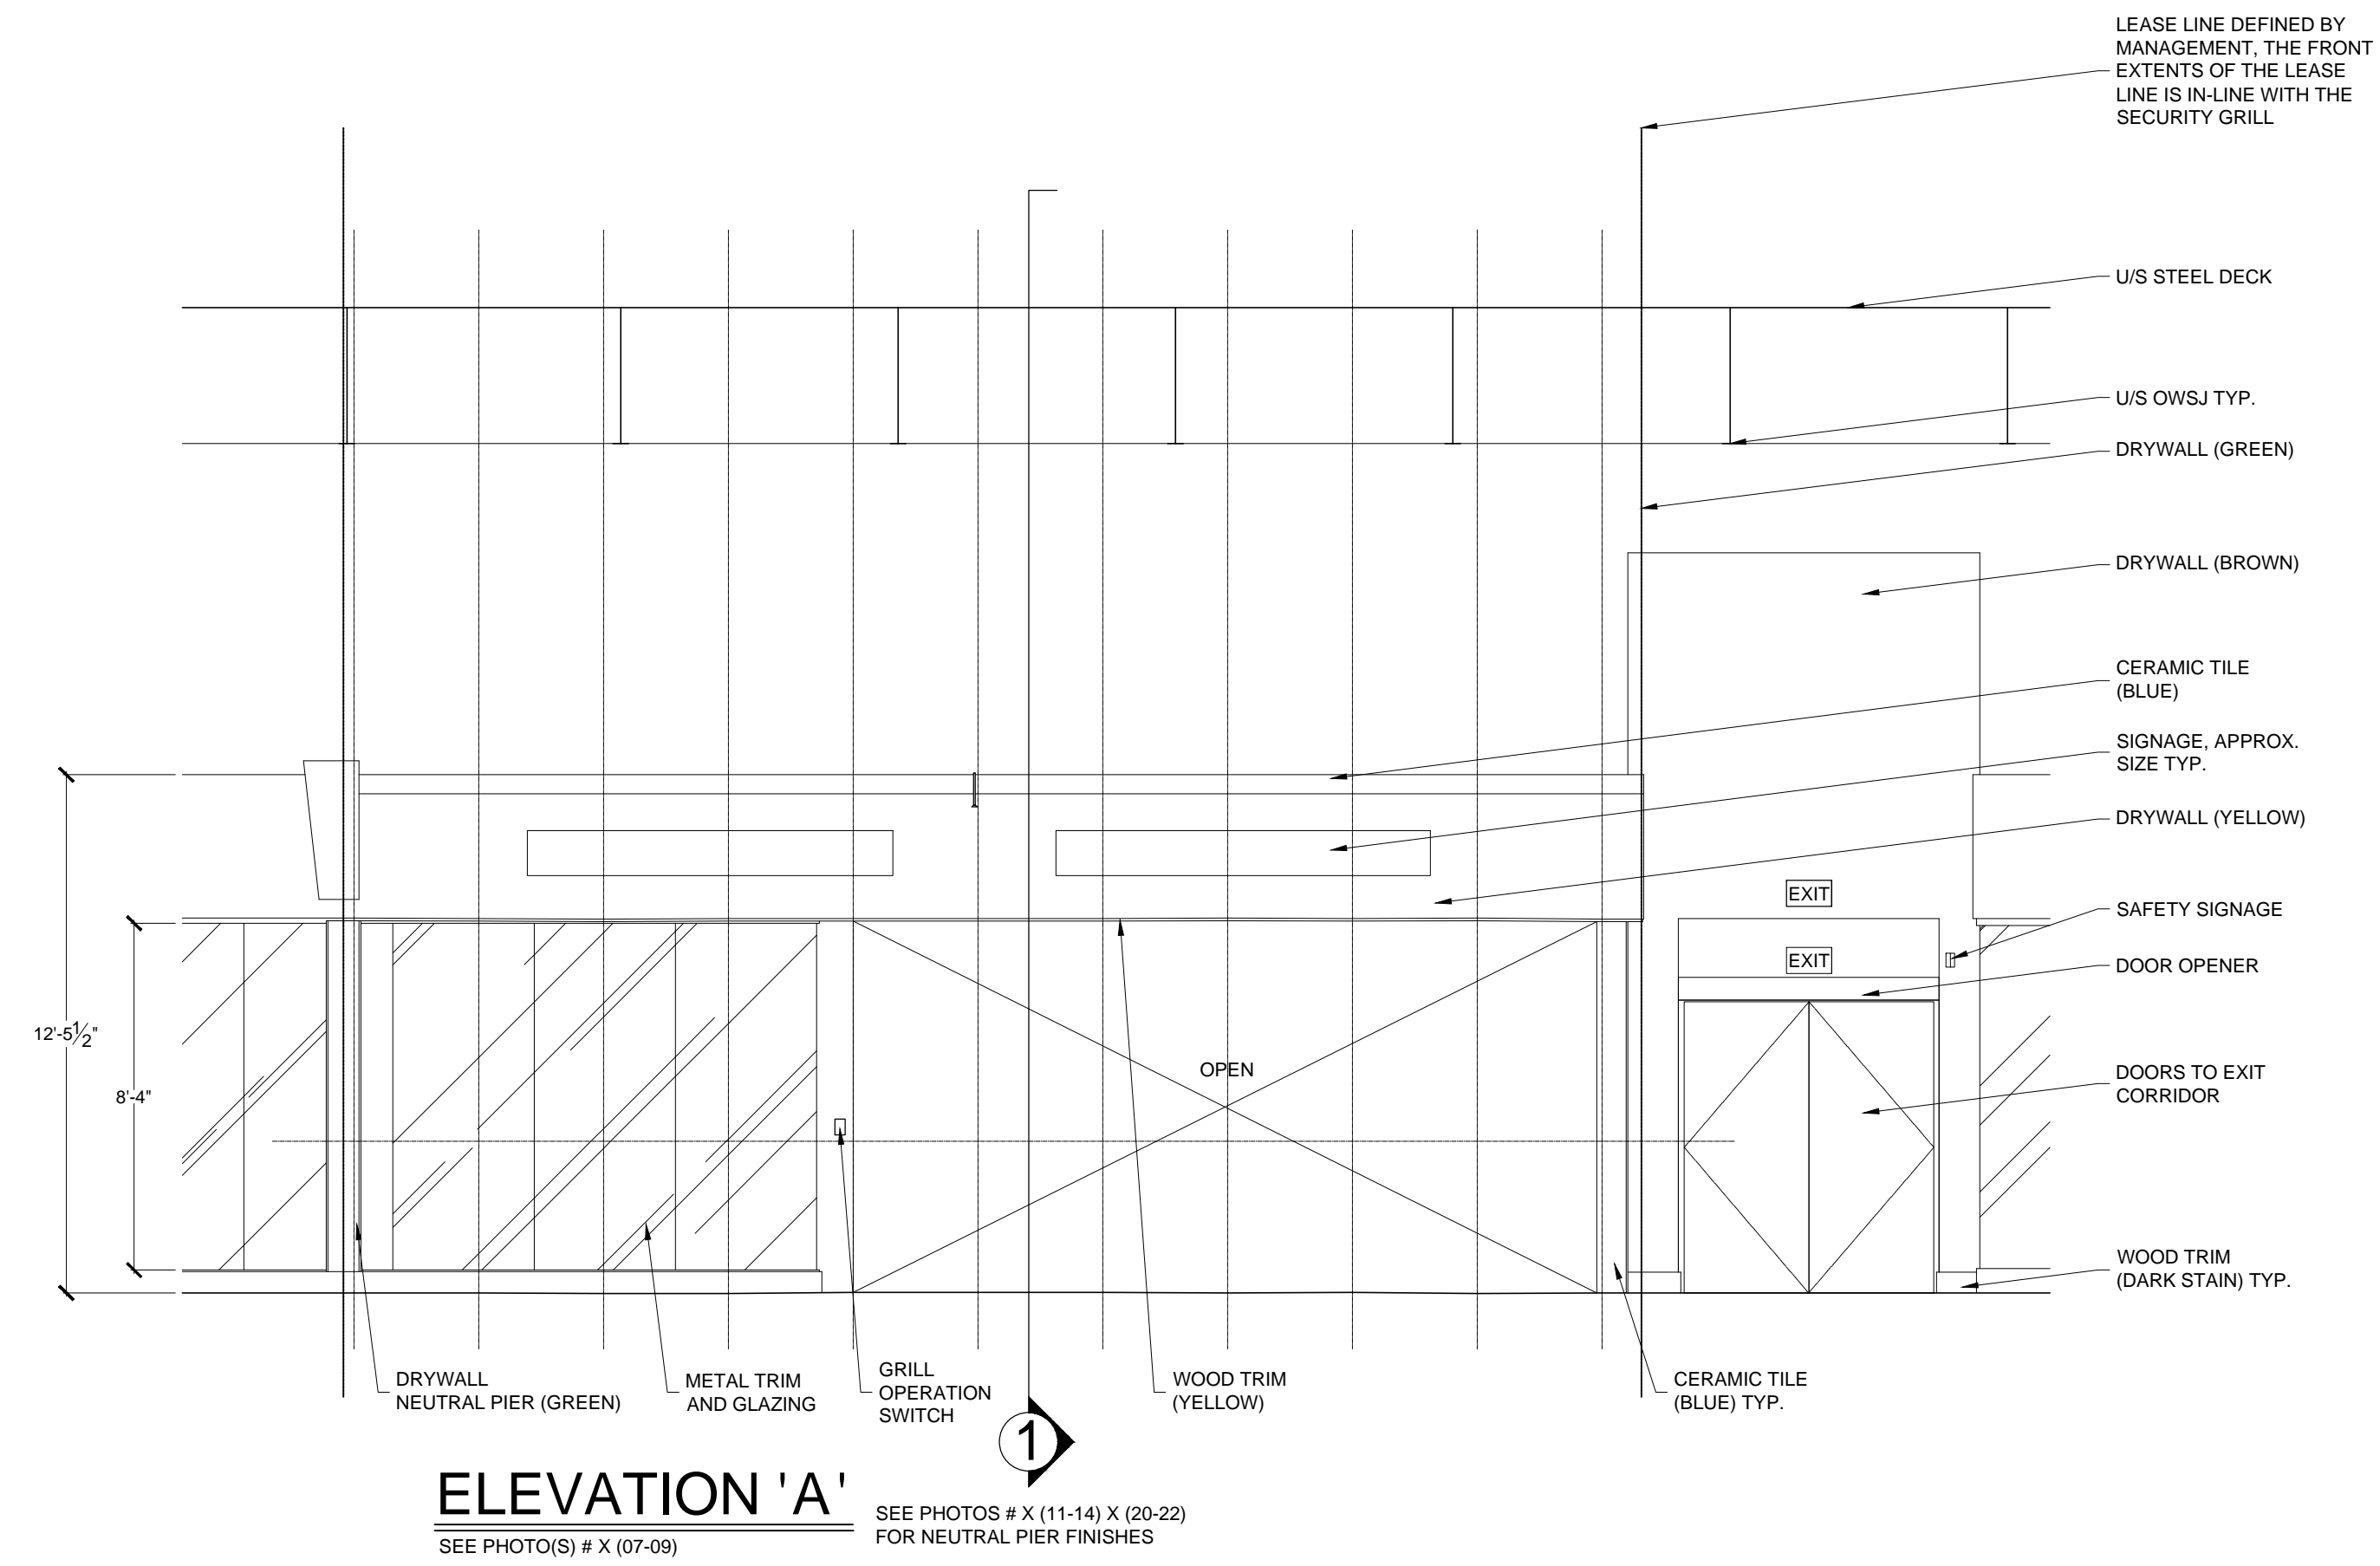 LEASE LINE DEFINED BY
MANAGEMENT, THE FRONT
EXTENTS OF THE LEASE
LINE IS IN-LINE WITH THE
SECURITY GRILL
U/S STEEL DECK
U/S OWSJ TYP.
DRYWALL (GREEN)
DRYWALL (BROWN)
CERAMIC TILE
(BLUE)
SIGNAGE, APPROX.
SIZE TYP.
DRYWALL (YELLOW)
EXIT
SAFETY SIGNAGE
EXIT
DOOR OPENER
12'-5 1/2"
8'-4"
OPEN
DOORS TO EXIT
CORRIDOR
WOOD TRIM
(DARK STAIN) TYP.
DRYWALL
NEUTRAL PIER (GREEN)
METAL TRIM
AND GLAZING
GRILL
OPERATION
SWITCH
WOOD TRIM
(YELLOW)
CERAMIC TILE
(BLUE) TYP.
1
ELEVATION 'A'
SEE PHOTO(S) # X (07-09)
SEE PHOTOS # X (11-14) X (20-22)
FOR NEUTRAL PIER FINISHES